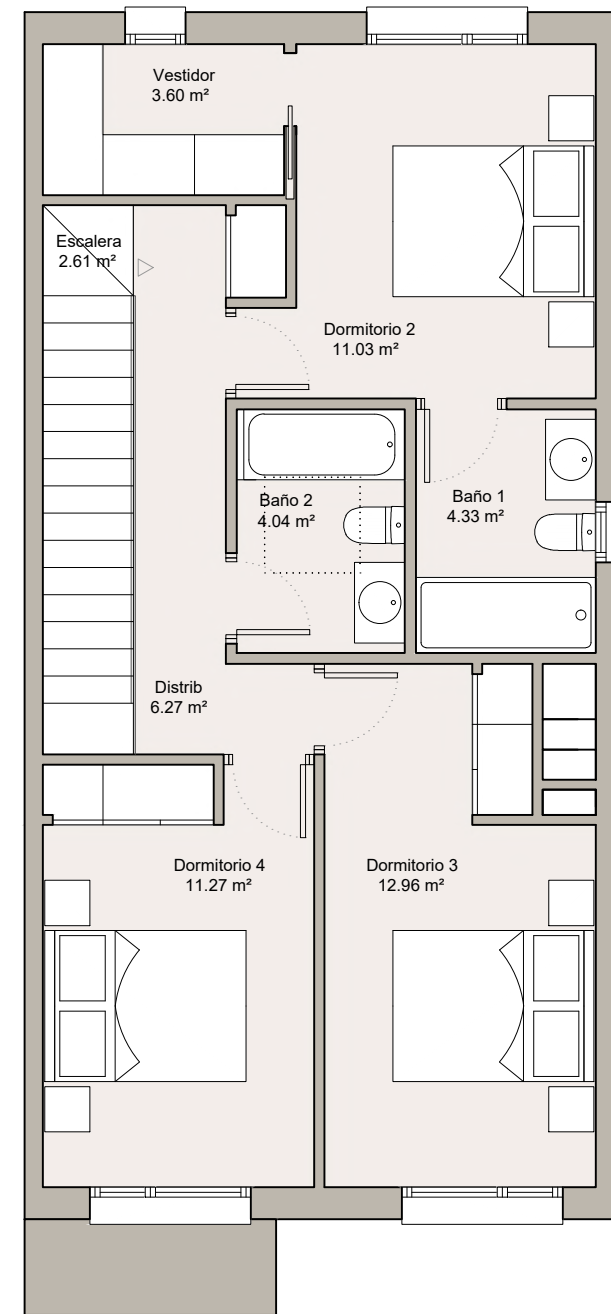 Vestidor
3.60 m²
Escalera
2.61 m²
Dormitorio 2
11.03 m²
Baño 2
4.04 m²
Baño 1
4.33 m²
Distrib
6.27 m²
Dormitorio 4
11.27 m²
Dormitorio 3
12.96 m²